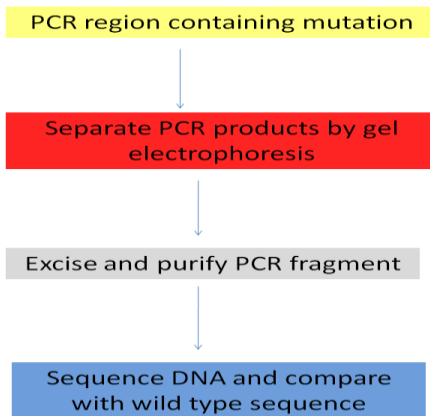 PCR region containing mutation
Separate PCR products by gel
electrophoresis
Excise and purify PCR fragment
Sequence DNA and compare
with wild type sequence